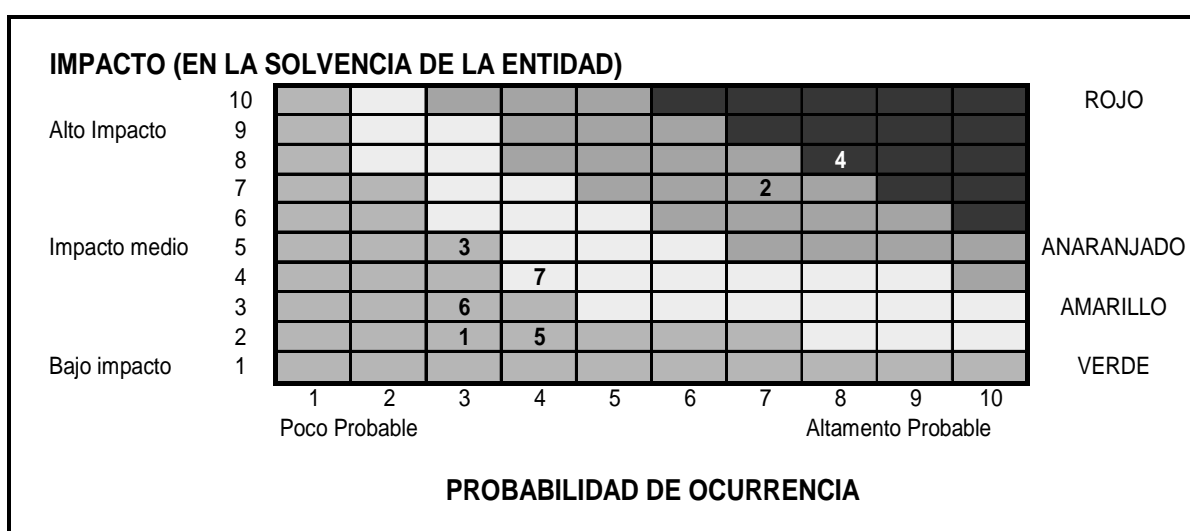 IMPACTO (EN LA SOLVENCIA DE LA ENTIDAD)
10 ROJO
Alto Impacto 9
8 4
7 2
6
Impacto medio 5 3 ANARANJADO
4 7
3 6 AMARILLO
2 1 5
Bajo impacto 1 VERDE
1 2 3 4 5 6 7 8 9 10
Poco Probable Altamento Probable
PROBABILIDAD DE OCURRENCIA